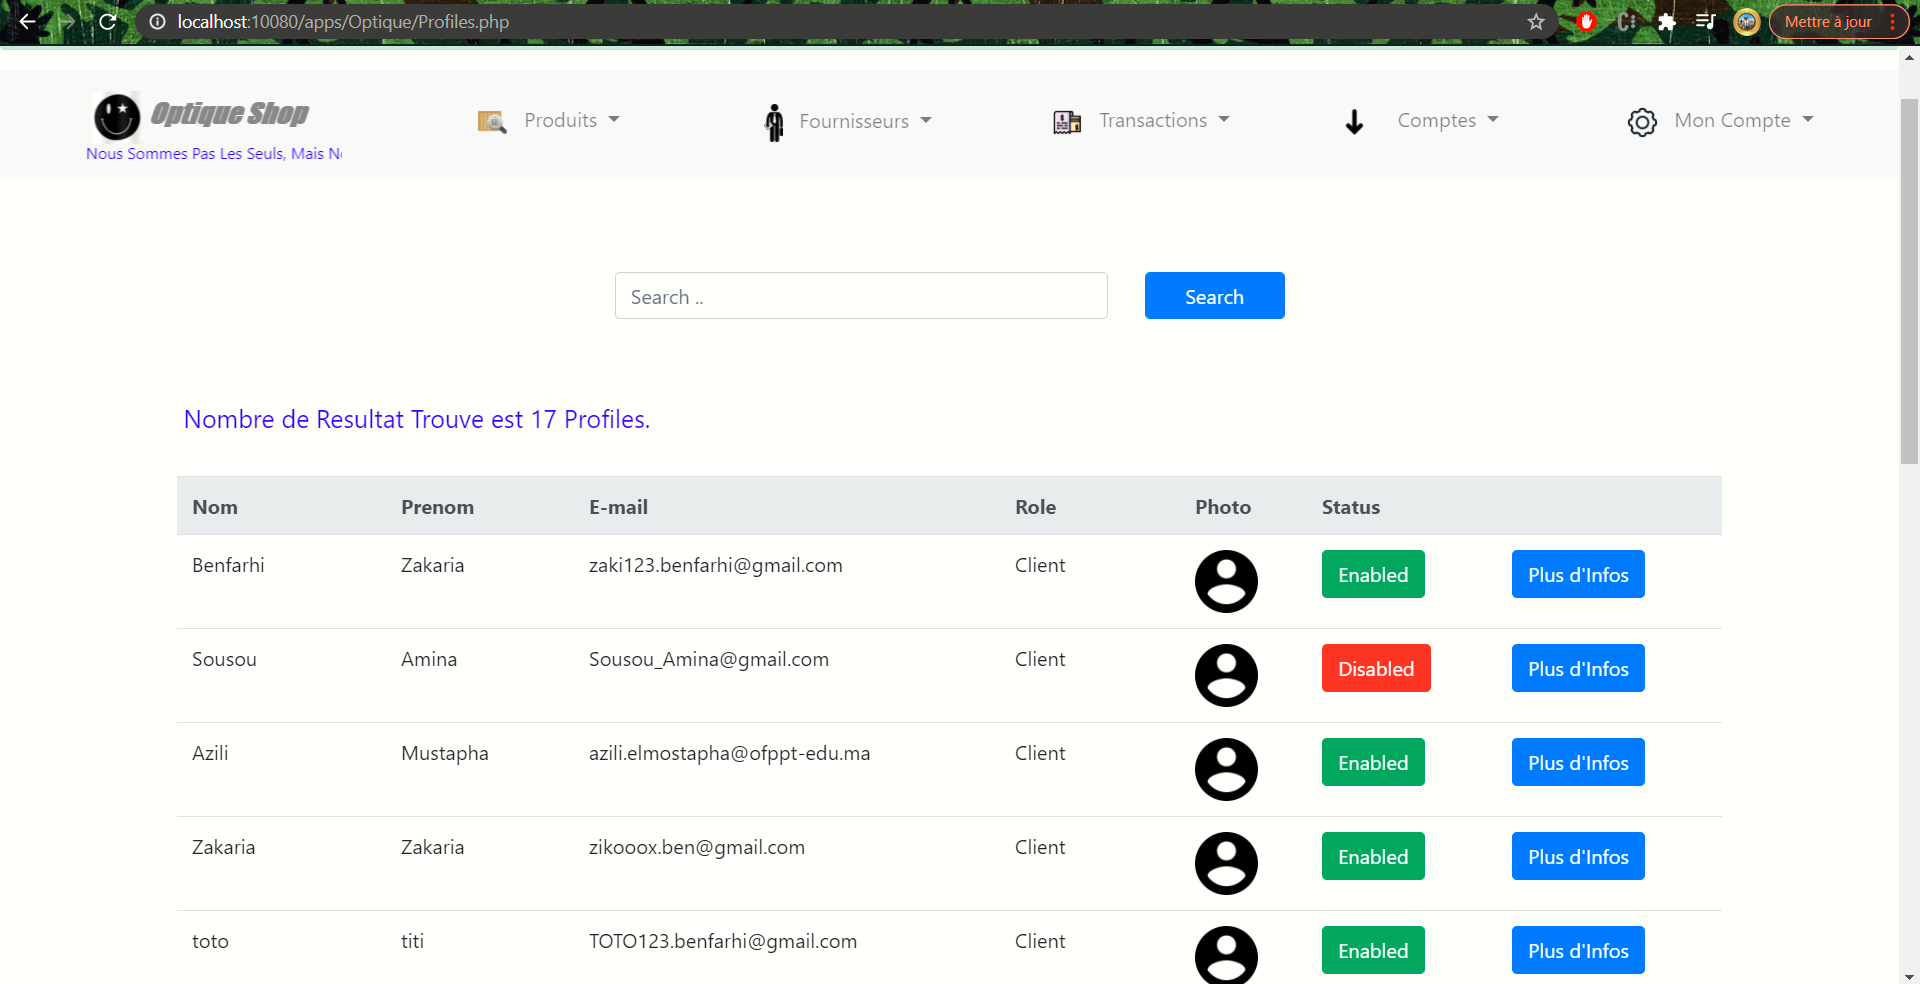 localhost:10080/apps/Optique/Profiles.php
Mettre à jour
Optique Shop
Nous Sommes Pas Les Seuls, Mais
Produits
Fournisseurs
Transactions
Comptes
Mon Compte
Search ..
Search
Nombre de Resultat Trouve est 17 Profiles.
Nom Prenom E-mail Role Photo Status
Benfarhi Zakaria zaki123.benfarhi@gmail.com Client Enabled Plus d'Infos
Sousou Amina Sousou_Amina@gmail.com Client Disabled Plus d'Infos
Azili Mustapha azili.elmostapha@ofppt-edu.ma Client Enabled Plus d'Infos
Zakaria Zakaria zikooox.ben@gmail.com Client Enabled Plus d'Infos
toto titi TOTO123.benfarhi@gmail.com Client Enabled Plus d'Infos